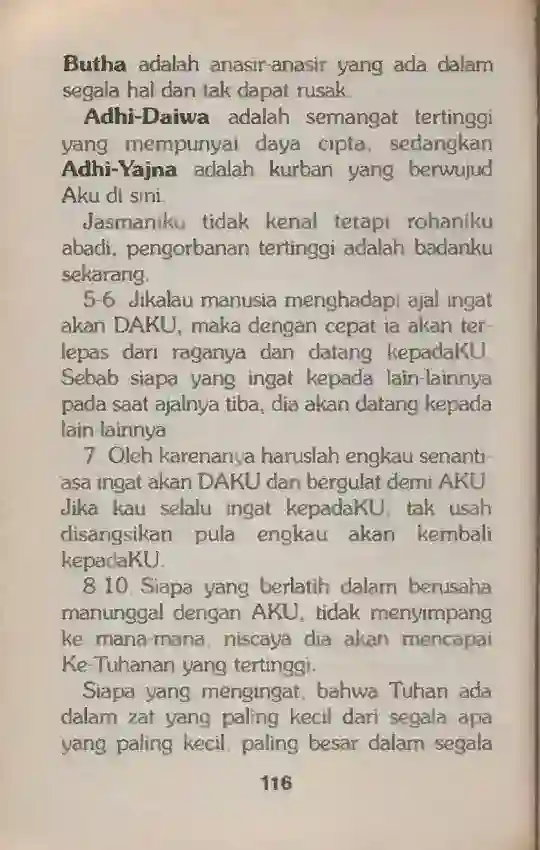 Butha adalah anasir-anasir yang ada dalam
segala hal dan tak dapat rusak.
Adhi-Daiwa adalah semangat tertinggi
yang mempunyai daya cipta, sedangkan
Adhi-Yajna adalah kurban yang berwujud
Aku di sini.
Jasmaniku tidak kenal tetapi rohaniku
abadi, pengorbanan tertinggi adalah badanku
sekarang.
5-6 Jikalau manusia menghadapi ajal ingat
akan DAKU, maka dengan cepat ia akan ter-
lepas dari raganya dan datang kepadaKU.
Sebab siapa yang ingat kepada lain-lainnya
pada saat ajalnya tiba, dia akan datang kepada
lain-lainnya
7 Oleh karenanya haruslah engkau senanti-
asa ingat akan DAKU dan bergulat demi AKU
Jika kau selalu ingat kepadaKU, tak usah
disangsikan pula engkau akan kembali
kepadaKU.
8-10. Siapa yang berlatih dalam berusaha
manunggal dengan AKU, tidak menyimpang
ke mana-mana, niscaya dia akan mencapai
Ke-Tuhanan yang tertinggi.
Siapa yang mengingat, bahwa Tuhan ada
dalam zat yang paling kecil dari segala apa
yang paling kecil, paling besar dalam segala
116